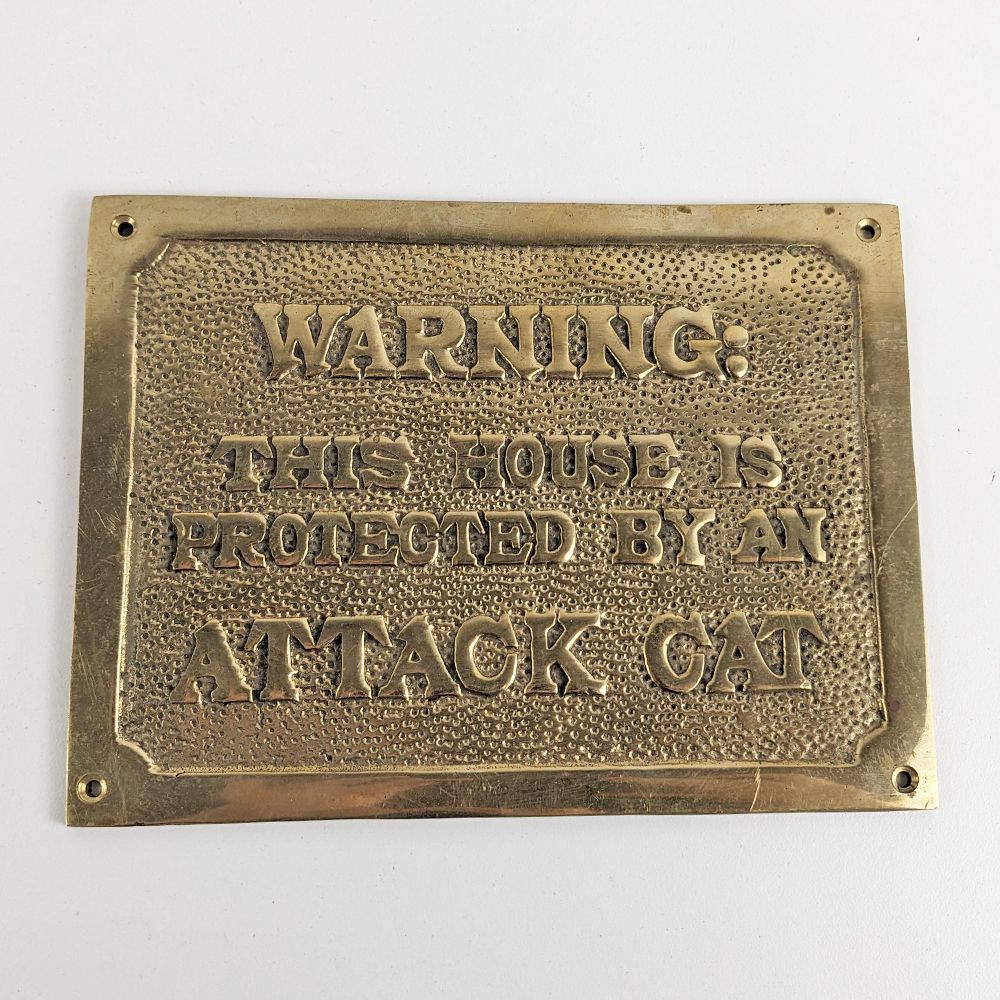 WARNING:
THIS HOUSE IS
PROTECTED BY AN
ATTACK CAT